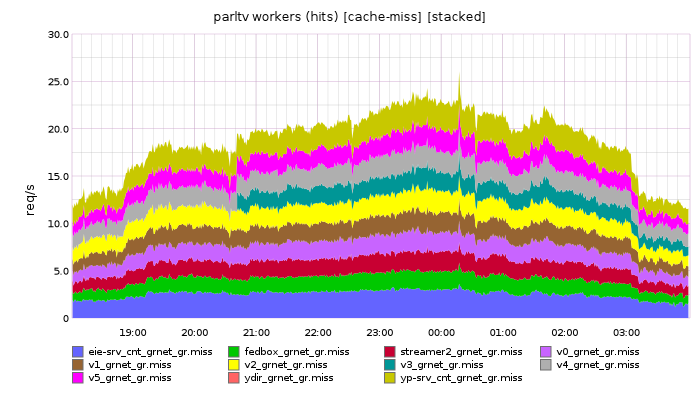 parltv workers (hits) [cache-miss] [stacked]
30.0
25.0
20.0
15.0
10.0
5.0
0
req/s
19:00 20:00 21:00 22:00 23:00 00:00 01:00 02:00 03:00
eie-srv_cnt_grnet_gr.miss fedbox_grnet_gr.miss streamer2_grnet_gr.miss v0_grnet_gr.miss
v1_grnet_gr.miss v2_grnet_gr.miss v3_grnet_gr.miss v4_grnet_gr.miss
v5_grnet_gr.miss ydir_grnet_gr.miss yp-srv_cnt_grnet_gr.miss